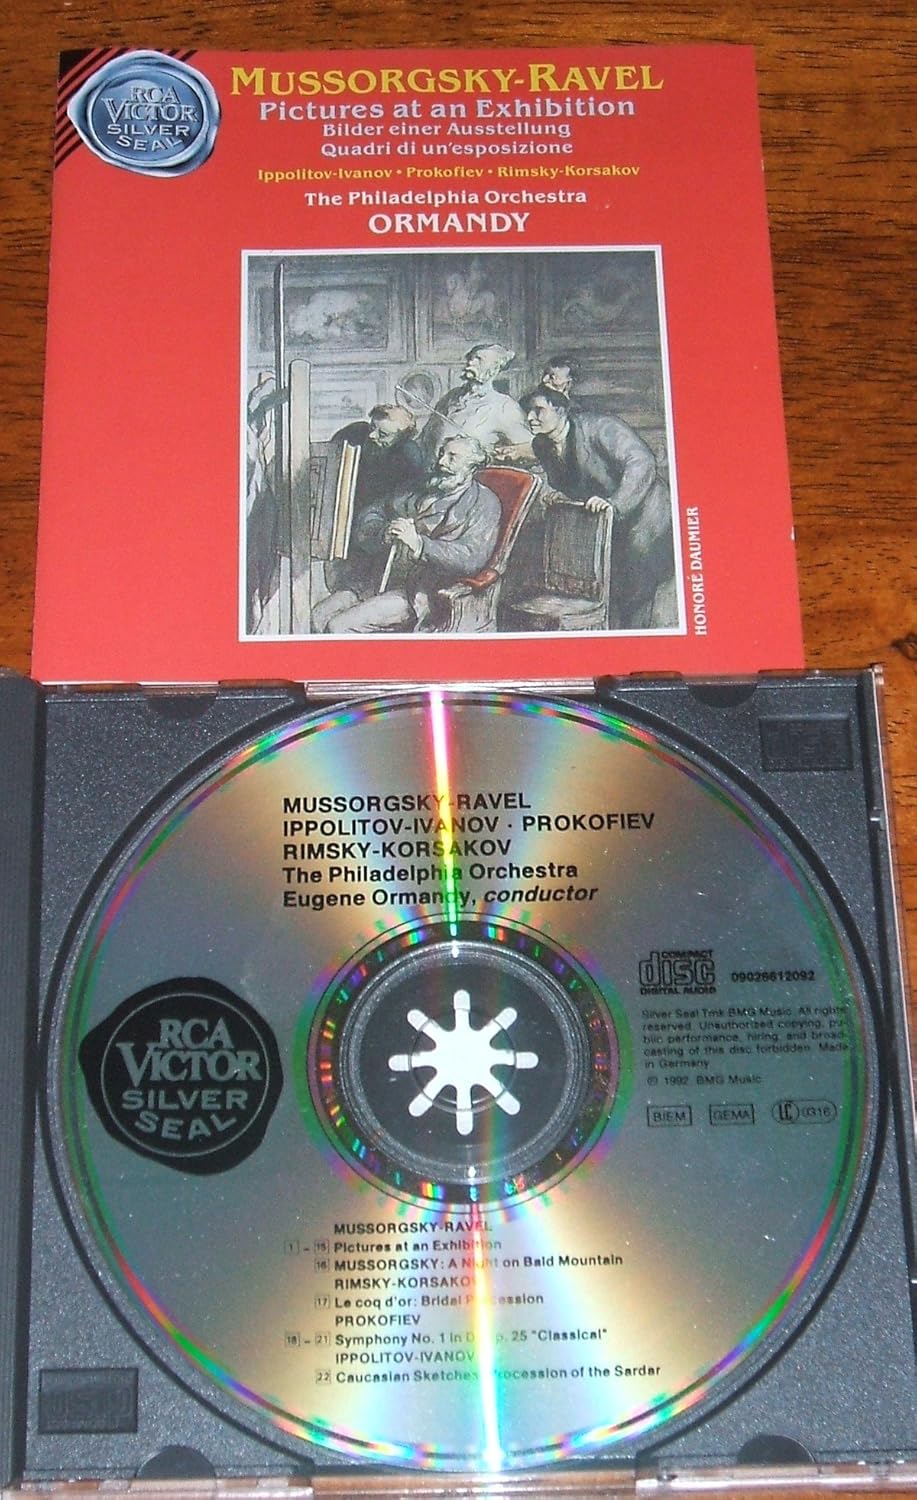 RCA
VICTOR
SILVER
SEAL
MUSSORGSKY-RAVEL
Pictures at an Exhibition
Bilder einer Ausstellung
Quadri di un'esposizione
Ippolitov-Ivanov • Prokofiev • Rimsky-Korsakov
The Philadelphia Orchestra
ORMANDY
HONORÉ DAUMIER
MUSSORGSKY-RAVEL
IPPOLITOV-IVANOV · PROKOFIEV
RIMSKY-KORSAKOV
The Philadelphia Orchestra
Eugene Ormandy, conductor
COMPACT
disc
DIGITAL AUDIO
09026612092
Silver Seal Tmk BMG Music. All rights
reserved. Unauthorized copying, pu-
blic performance, hiring, and broad-
casting of this disc forbidden. Made
in Germany
℗ 1992, BMG Music
BIEM GEMA LC 0316
RCA
VICTOR
SILVER
SEAL
MUSSORGSKY-RAVEL
1 - 15 Pictures at an Exhibition
16 MUSSORGSKY: A Night on Bald Mountain
RIMSKY-KORSAKOV
17 Le coq d'or: Bridal Procession
PROKOFIEV
18 - 21 Symphony No. 1 in D, Op. 25 "Classical"
IPPOLITOV-IVANOV
22 Caucasian Sketches: Procession of the Sardar